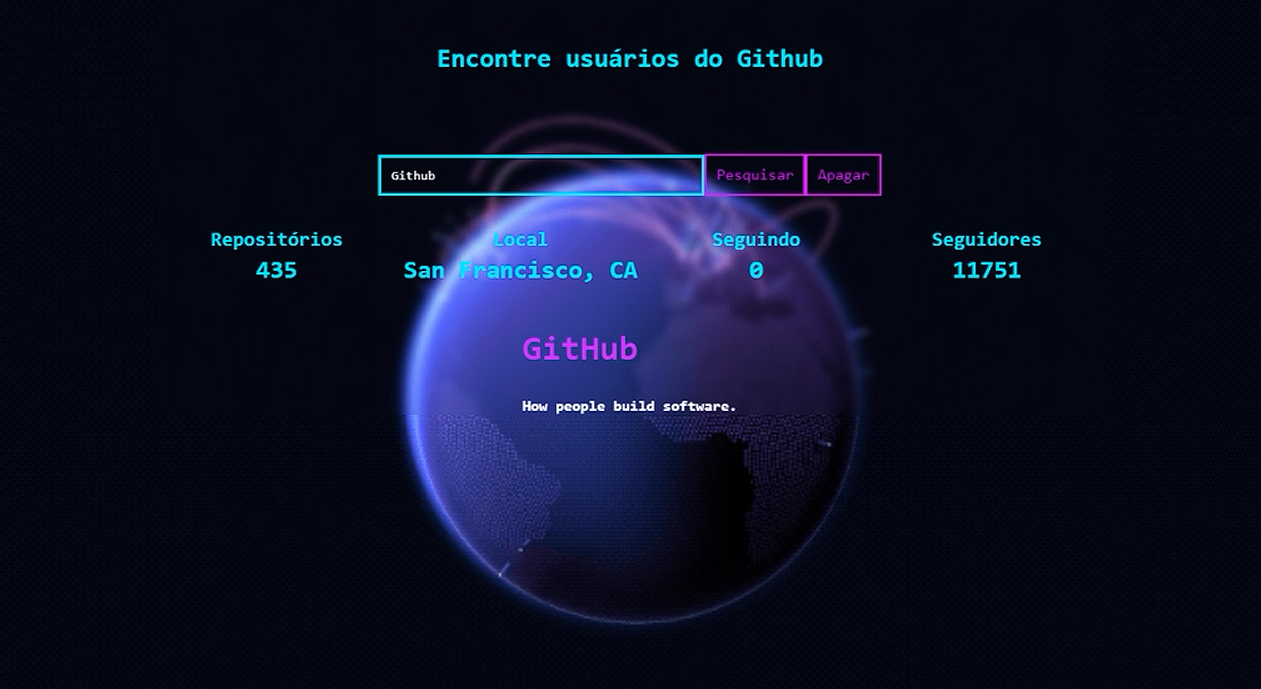 Encontre usuários do Github
Github Pesquisar Apagar
Repositórios Local Seguindo Seguidores
435 San Francisco, CA 0 11751
GitHub
How people build software.